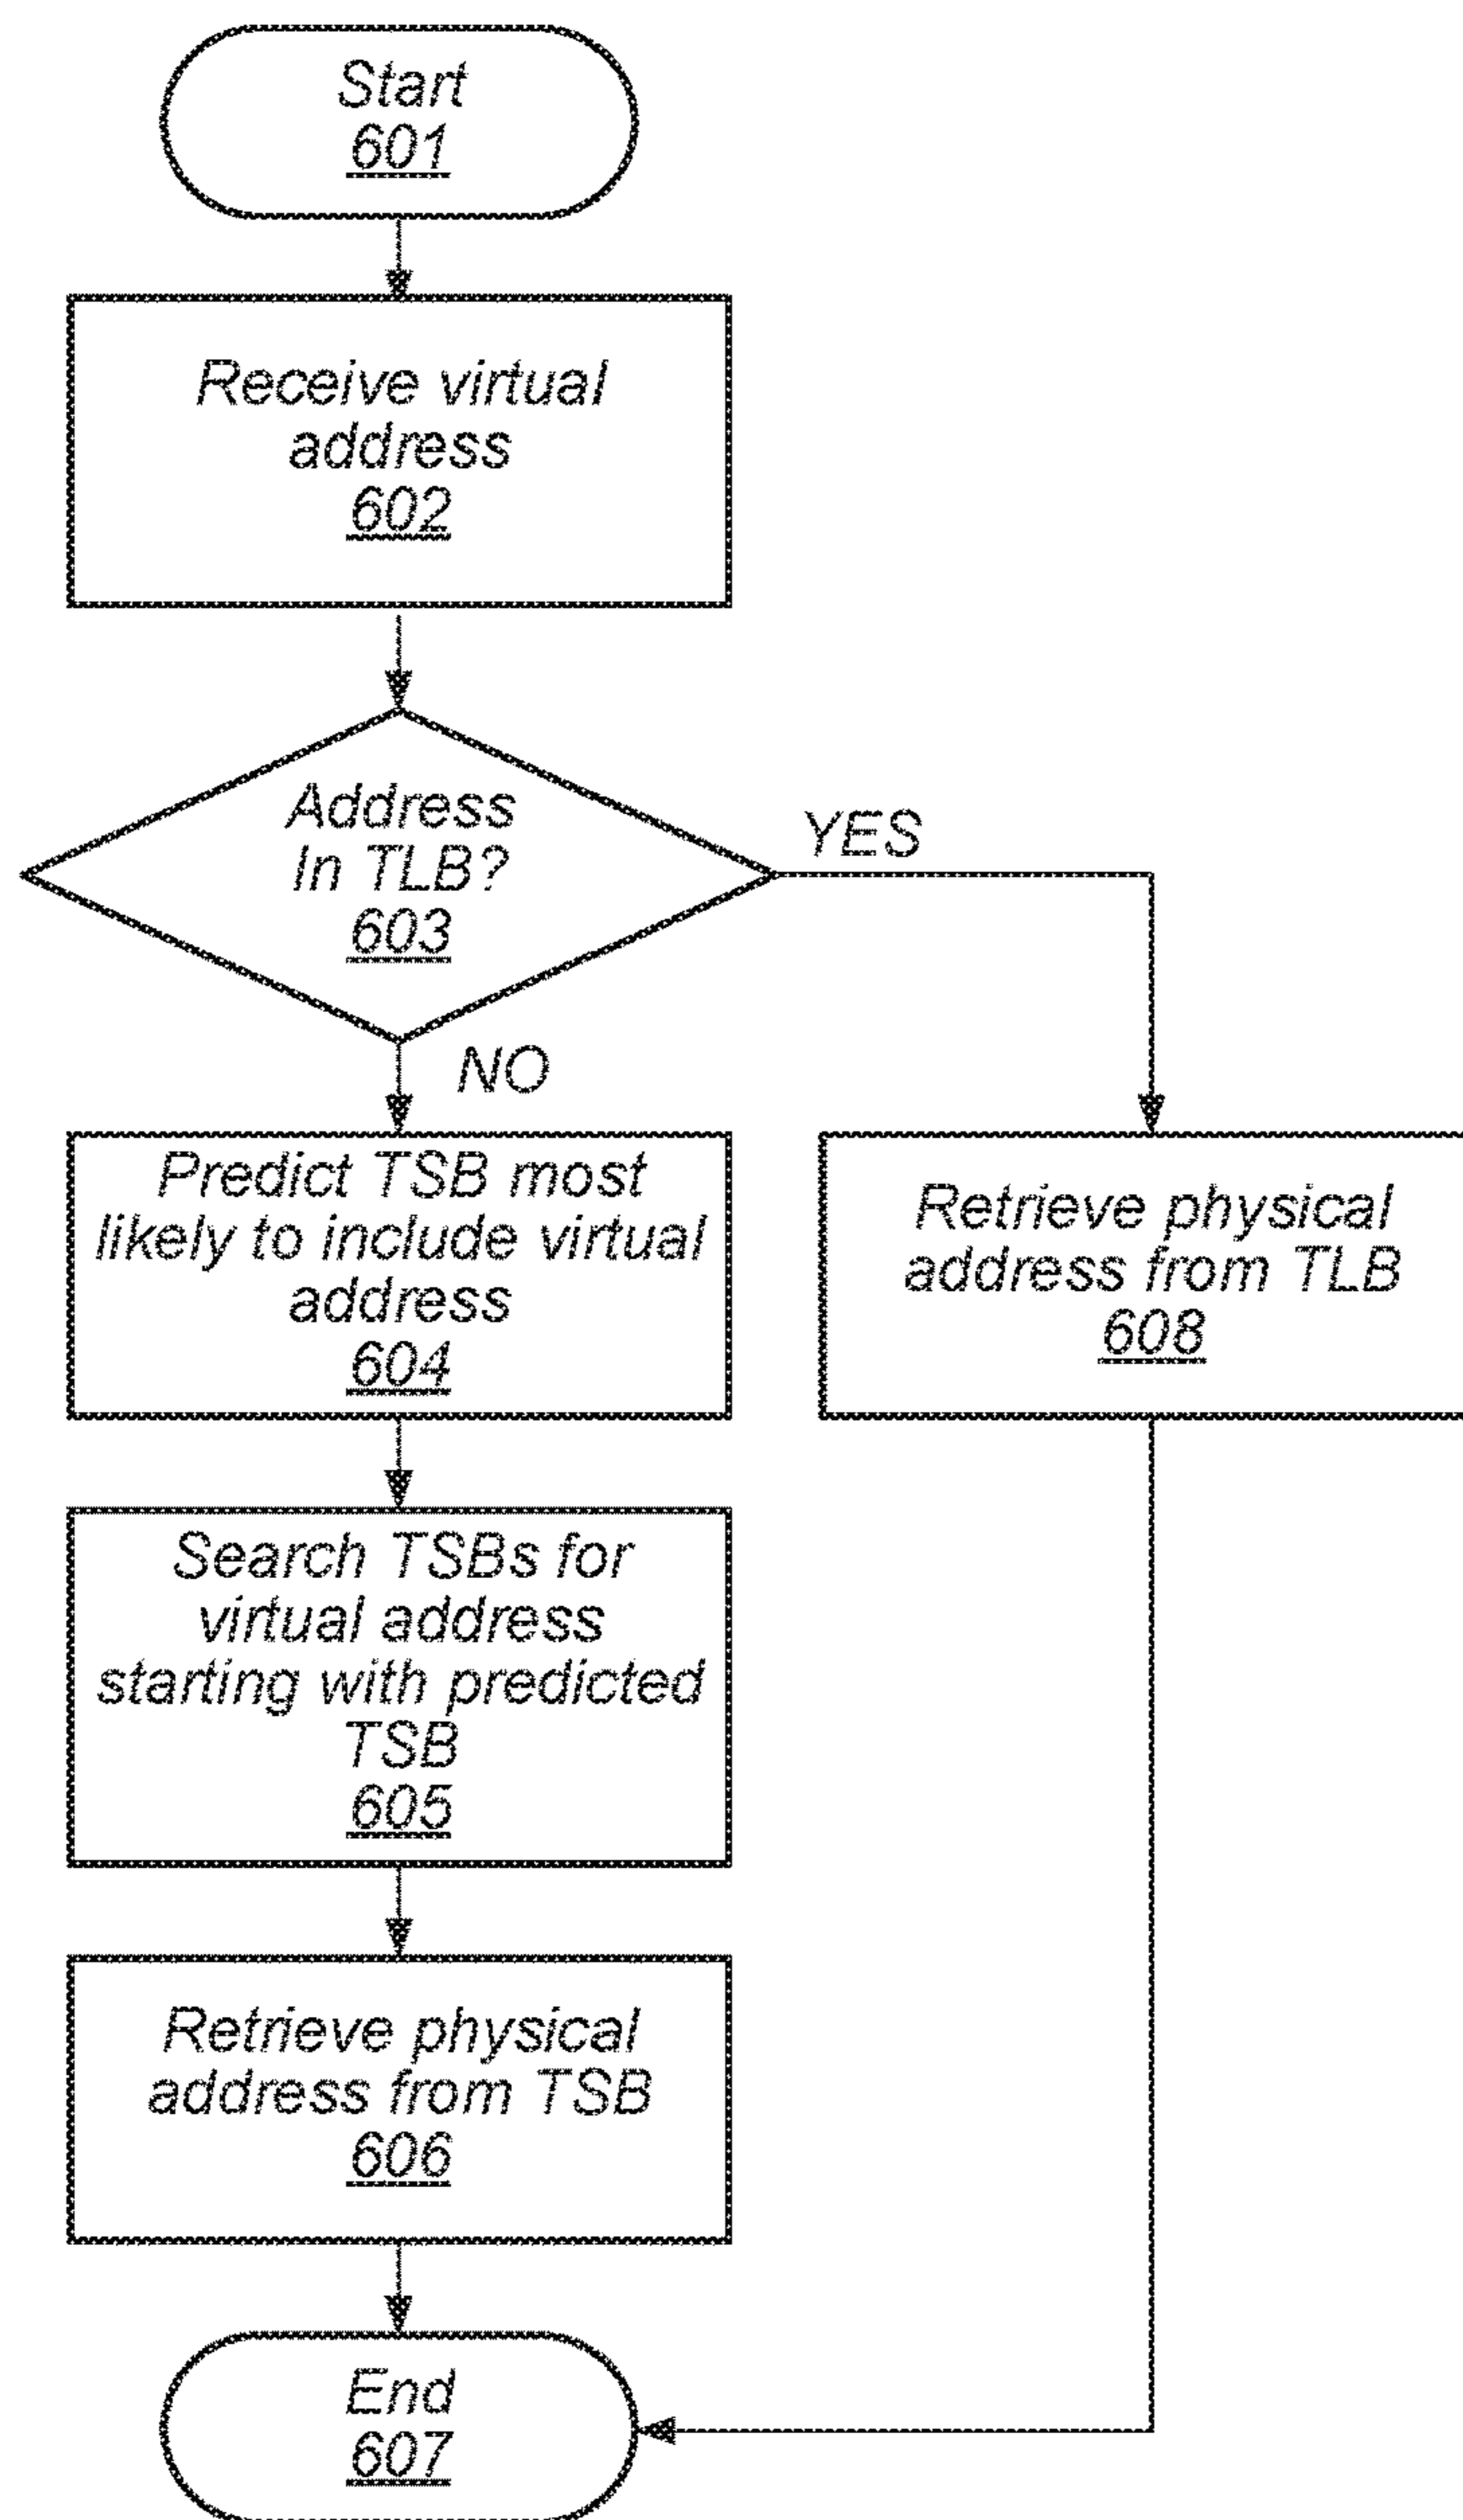 Start
601
Receive virtual
address
602
Address
In TLB?
603
YES
NO
Predict TSB most
likely to include virtual
address
604
Retrieve physical
address from TLB
608
Search TSBs for
virtual address
starting with predicted
TSB
605
Retrieve physical
address from TSB
606
End
607